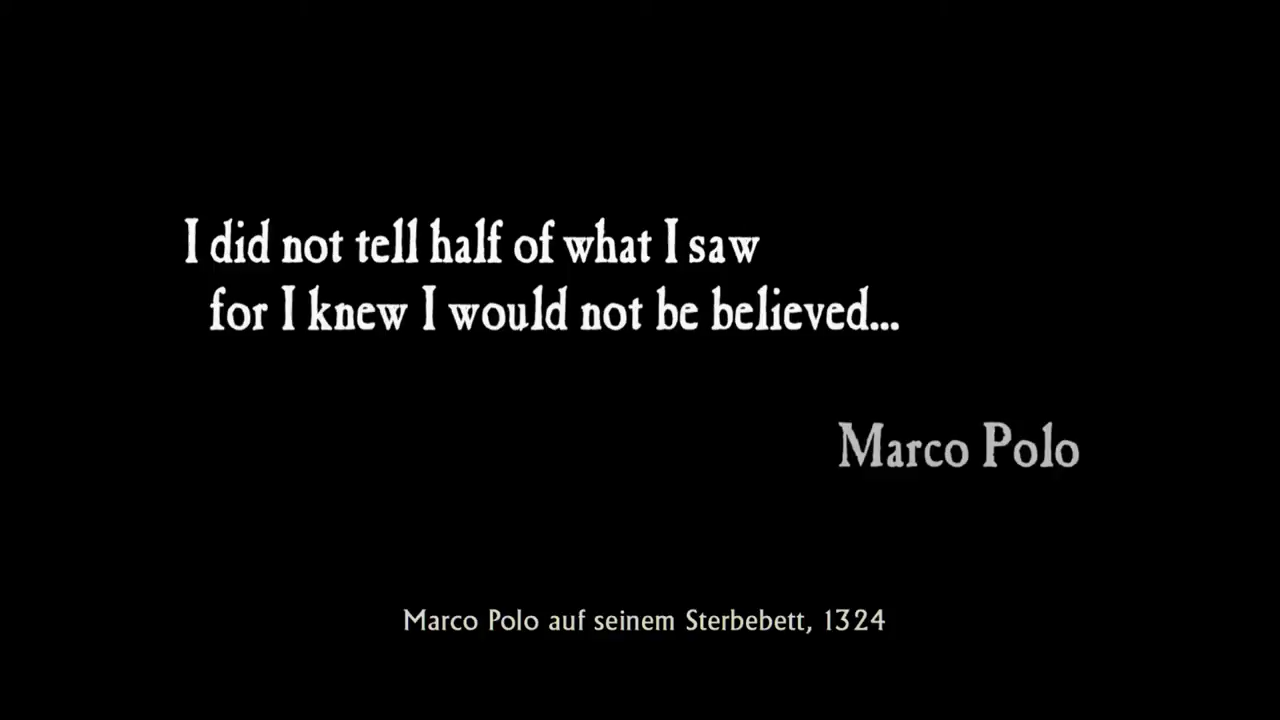 I did not tell half of what I saw
for I knew I would not be believed...
Marco Polo
Marco Polo auf seinem Sterbebett, 1324